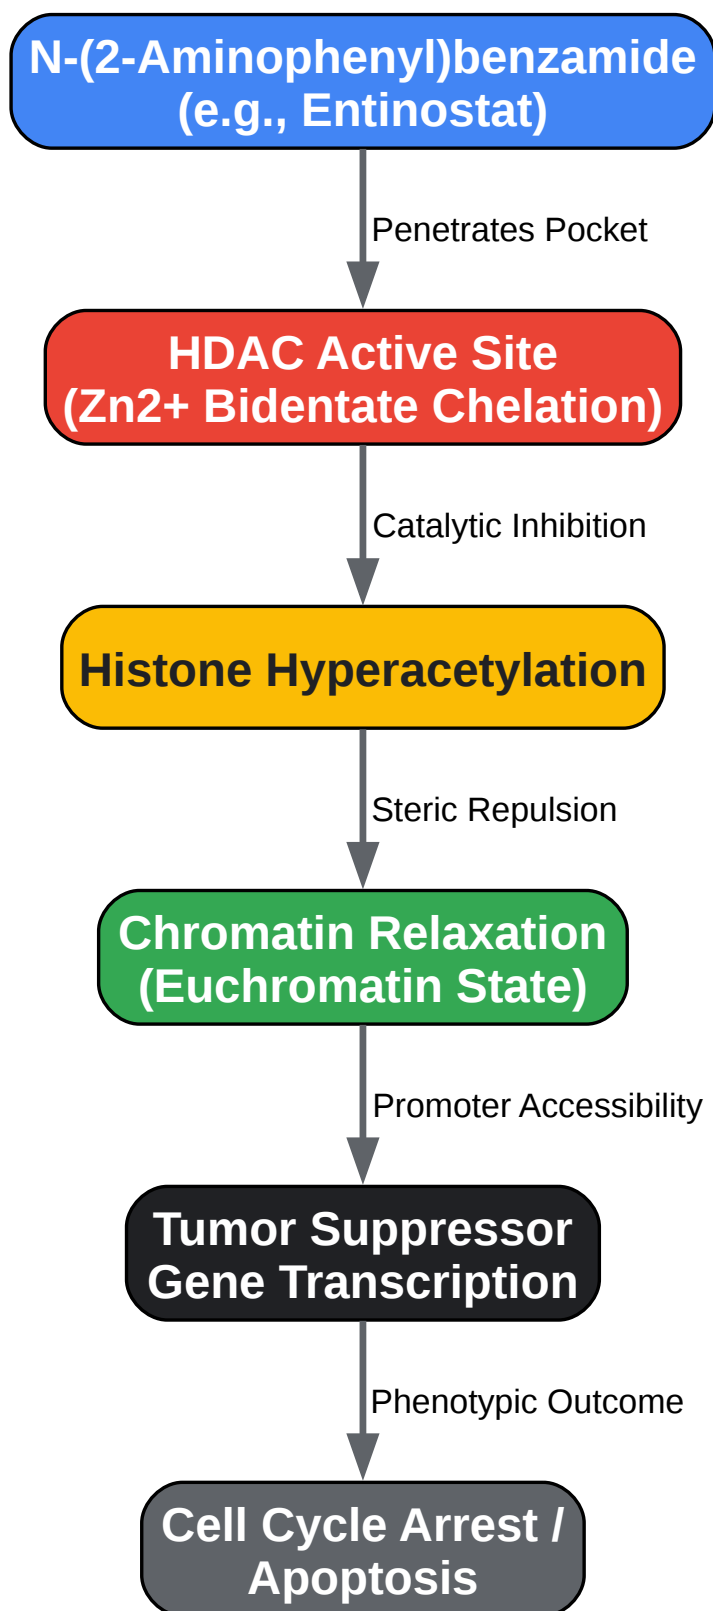 N-(2-Aminophenyl)benzamide
(e.g., Entinostat)
Penetrates Pocket
HDAC Active Site
(Zn2+ Bidentate Chelation)
Catalytic Inhibition
Histone Hyperacetylation
Steric Repulsion
Chromatin Relaxation
(Euchromatin State)
Promoter Accessibility
Tumor Suppressor
Gene Transcription
Phenotypic Outcome
Cell Cycle Arrest /
Apoptosis